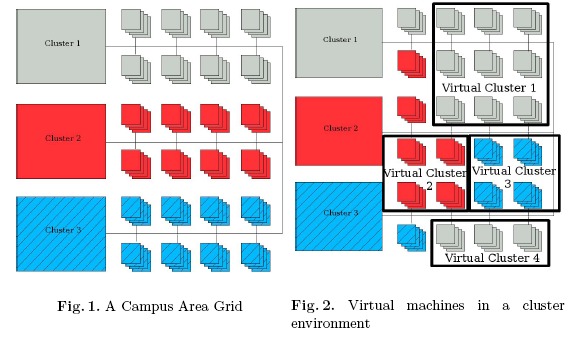 Cluster 1
Cluster 2
Cluster 3
Fig. 1. A Campus Area Grid
Cluster 1
Virtual Cluster 1
Cluster 2
Virtual Cluster
2
Virtual Cluster
3
Cluster 3
Virtual Cluster 4
Fig. 2. Virtual machines in a cluster
environment